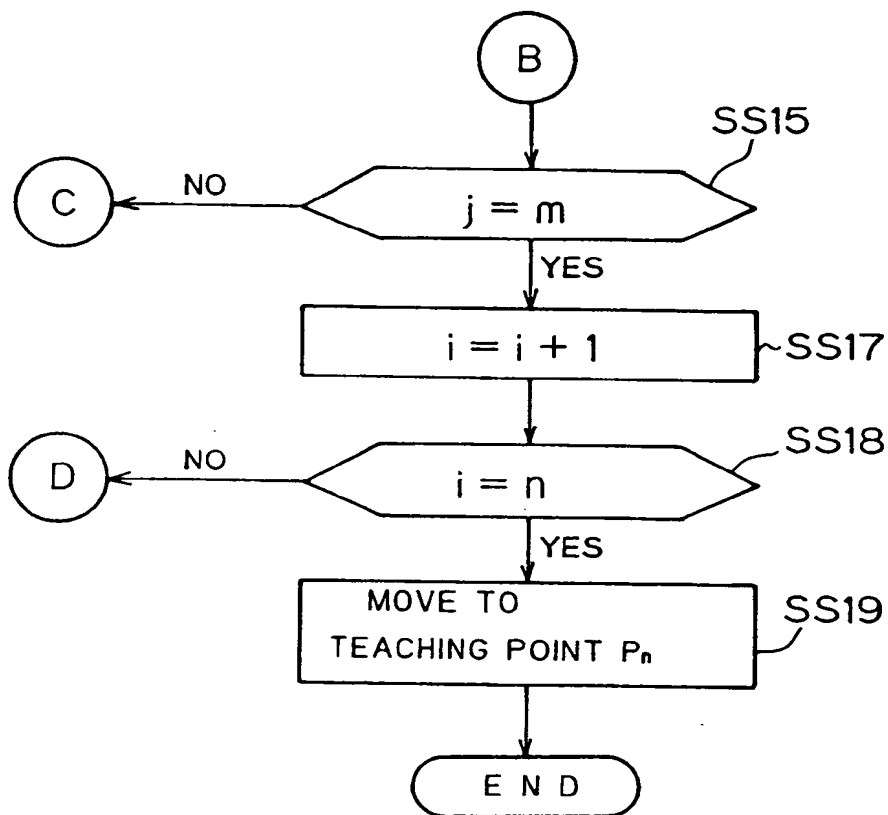 B
SS15
C
NO
j = m
YES
i = i + 1
SS17
SS18
D
NO
i = n
YES
MOVE TO
TEACHING POINT Pn
SS19
END